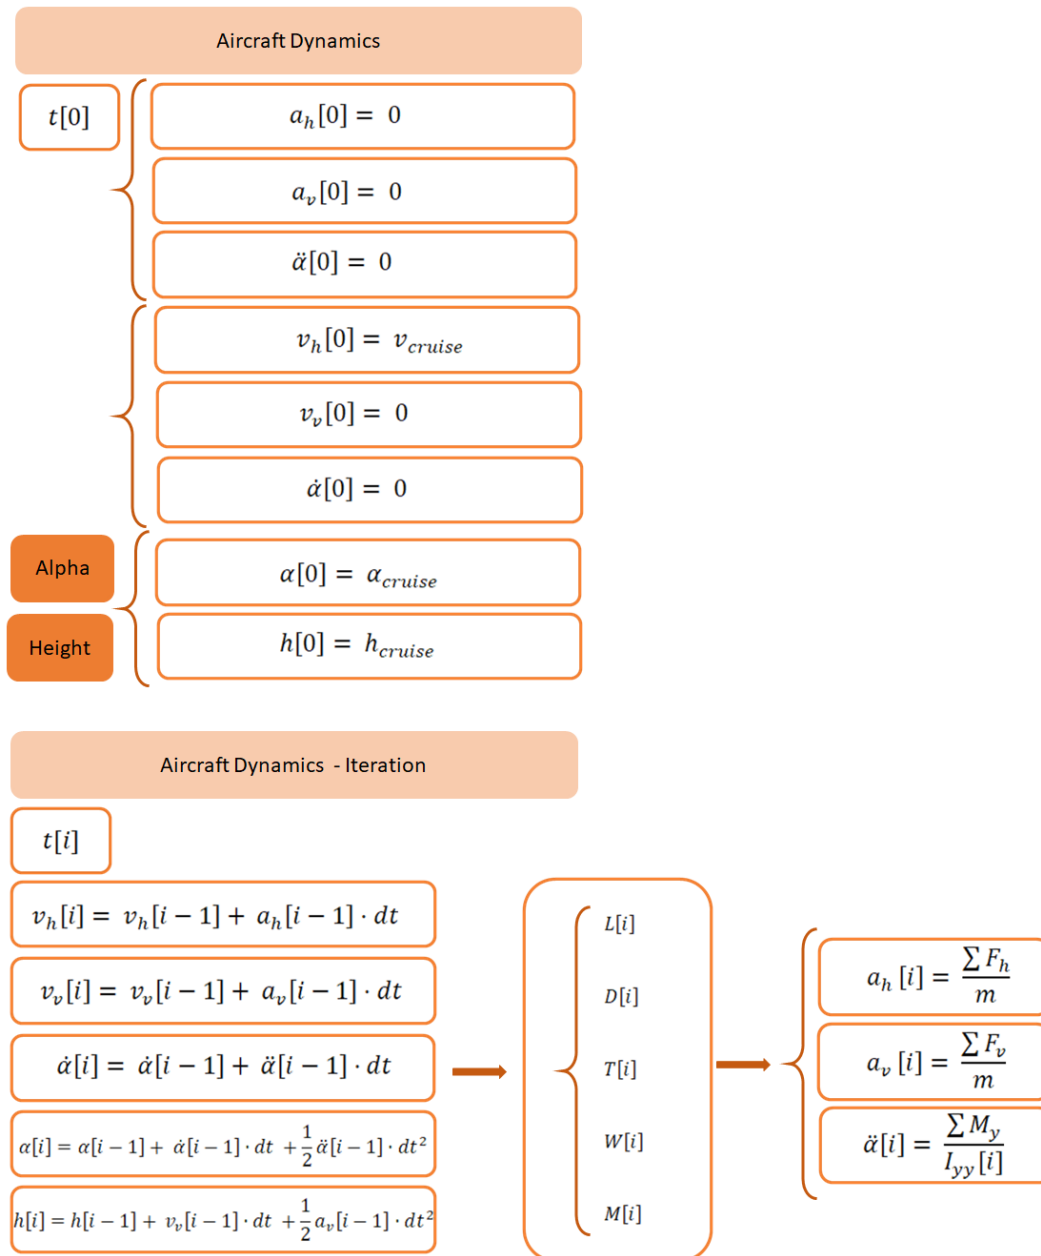 Aircraft Dynamics
t[0]
a_h[0] = 0
a_v[0] = 0
α̈[0] = 0
v_h[0] = v_cruise
v_v[0] = 0
α̇[0] = 0
Alpha
α[0] = α_cruise
Height
h[0] = h_cruise
Aircraft Dynamics - Iteration
t[i]
v_h[i] = v_h[i − 1] + a_h[i − 1] · dt
v_v[i] = v_v[i − 1] + a_v[i − 1] · dt
α̇[i] = α̇[i − 1] + α̈[i − 1] · dt
α[i] = α[i − 1] + α̇[i − 1] · dt + 1/2 α̈[i − 1] · dt²
h[i] = h[i − 1] + v_v[i − 1] · dt + 1/2 a_v[i − 1] · dt²
L[i]
D[i]
T[i]
W[i]
M[i]
a_h [i] = ∑ F_h / m
a_v [i] = ∑ F_v / m
α̈[i] = ∑ M_y / I_yy[i]